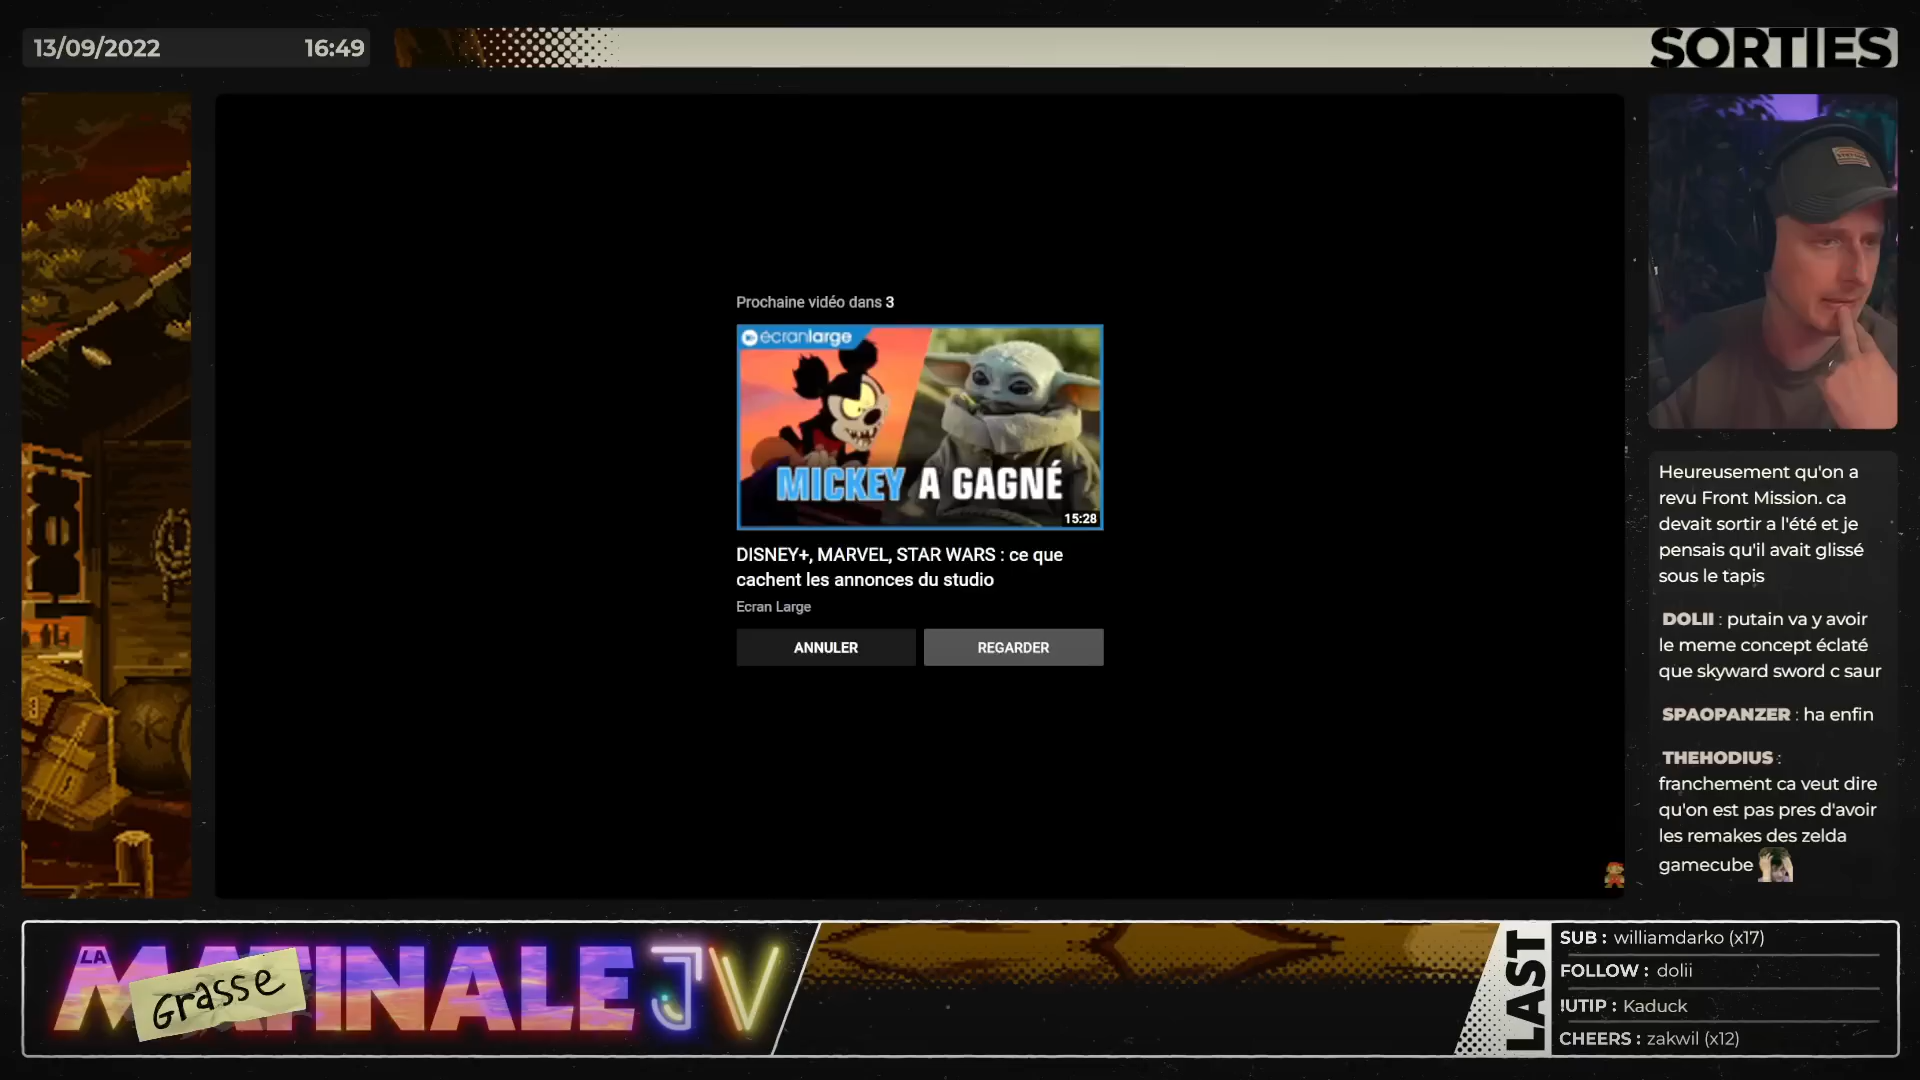 13/09/2022 16:49
SORTIES
Prochaine vidéo dans 3
écranlarge
MICKEY A GAGNÉ
15:28
DISNEY+, MARVEL, STAR WARS : ce que
cachent les annonces du studio
Ecran Large
ANNULER REGARDER
Heureusement qu'on a
revu Front Mission. ca
devait sortir a l'été et je
pensais qu'il avait glissé
sous le tapis
DOLII : putain va y avoir
le meme concept éclaté
que skyward sword c saur
SPAOPANZER : ha enfin
THEHODIUS :
franchement ca veut dire
qu'on est pas pres d'avoir
les remakes des zelda
gamecube
LA MATINALE JV
Grasse
LAST
SUB : williamdarko (x17)
FOLLOW : dolii
!UTIP : Kaduck
CHEERS : zakwil (x12)